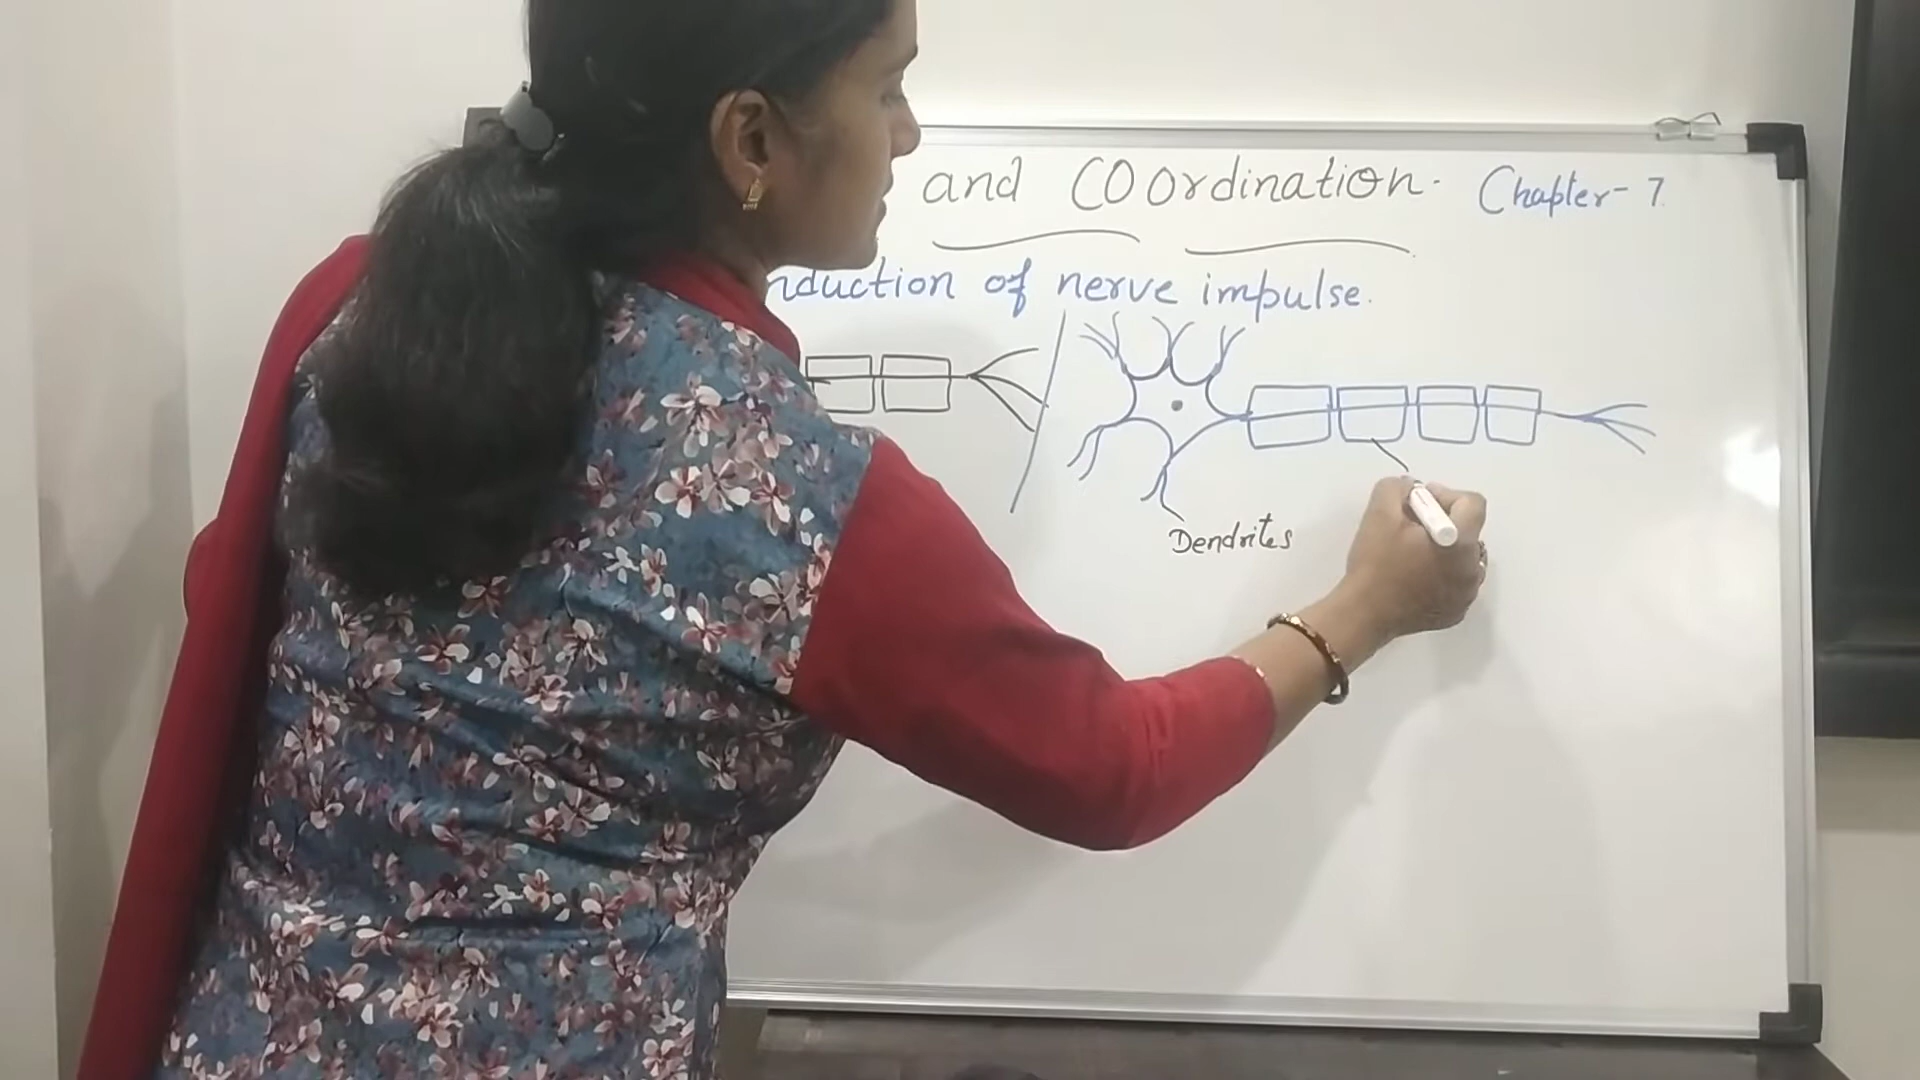 and COOrdination. Chapter-7.
nduction of nerve impulse.
Dendrites